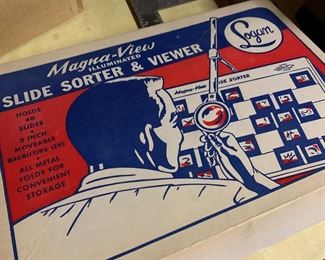 Magna-View
ILLUMINATED
SLIDE SORTER & VIEWER
Logan
HOLDS
40
SLIDES
3 INCH
MOVEABLE
MAGNIFYING LENS
ALL METAL
FOLDS FOR
CONVENIENT
STORAGE
Magna-View SLIDE SORTER